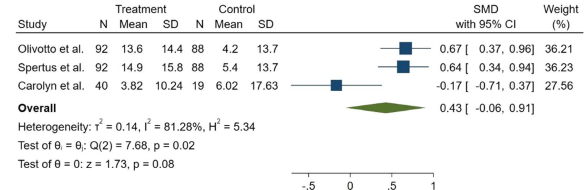 Treatment Control SMD Weight
Study N Mean SD N Mean SD with 95% CI (%)
Olivotto et al. 92 13.6 14.4 88 4.2 13.7 0.67 [ 0.37, 0.96] 36.21
Spertus et al. 92 14.9 15.8 88 5.4 13.7 0.64 [ 0.34, 0.94] 36.23
Carolyn et al. 40 3.82 10.24 19 6.02 17.63 -0.17 [ -0.71, 0.37] 27.56
Overall 0.43 [ -0.06, 0.91]
Heterogeneity: τ² = 0.14, I² = 81.28%, H² = 5.34
Test of θᵢ = θⱼ: Q(2) = 7.68, p = 0.02
Test of θ = 0: z = 1.73, p = 0.08
-.5 0 .5 1